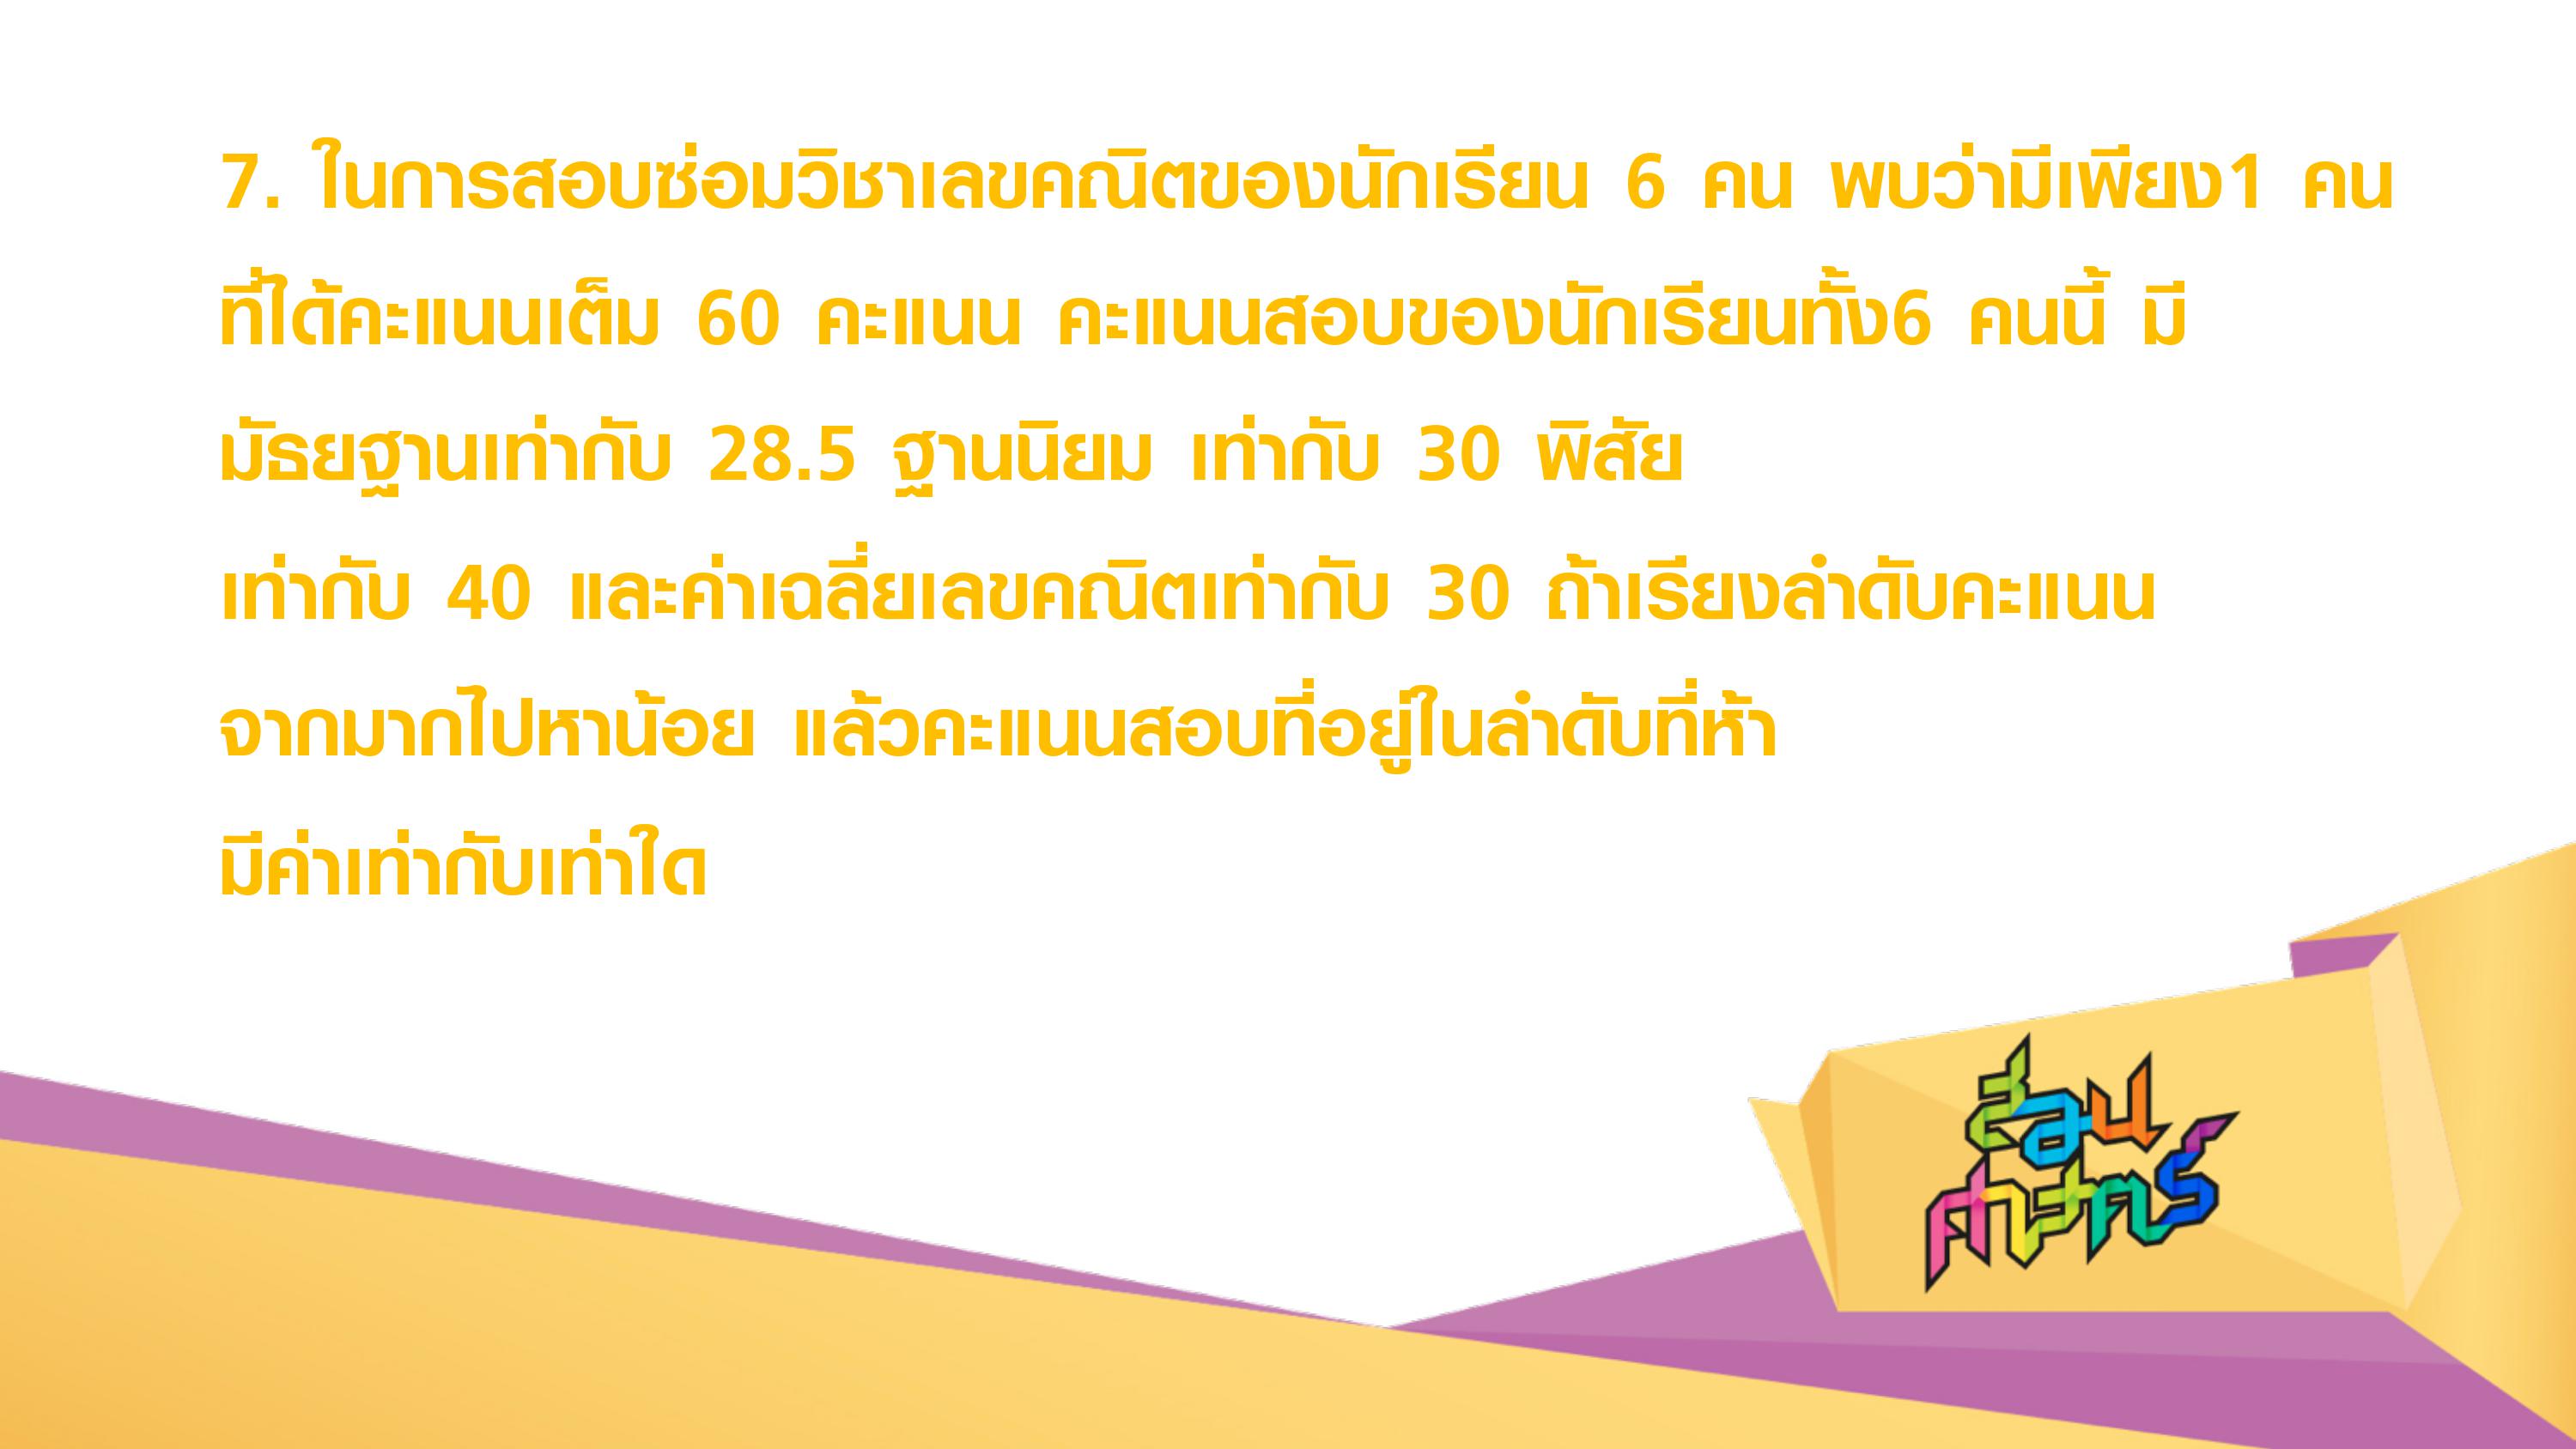 7. ในการสอบซ่อมวิชาเลขคณิตของนักเรียน 6 คน พบว่ามีเพียง1 คน
ที่ได้คะแนนเต็ม 60 คะแนน คะแนนสอบของนักเรียนทั้ง6 คนนี้ มี
มัธยฐานเท่ากับ 28.5 ฐานนิยม เท่ากับ 30 พิสัย
เท่ากับ 40 และค่าเฉลี่ยเลขคณิตเท่ากับ 30 ถ้าเรียงลำดับคะแนน
จากมากไปหาน้อย แล้วคะแนนสอบที่อยู่ในลำดับที่ห้า
มีค่าเท่ากับเท่าใด
สอน
ศาสตร์